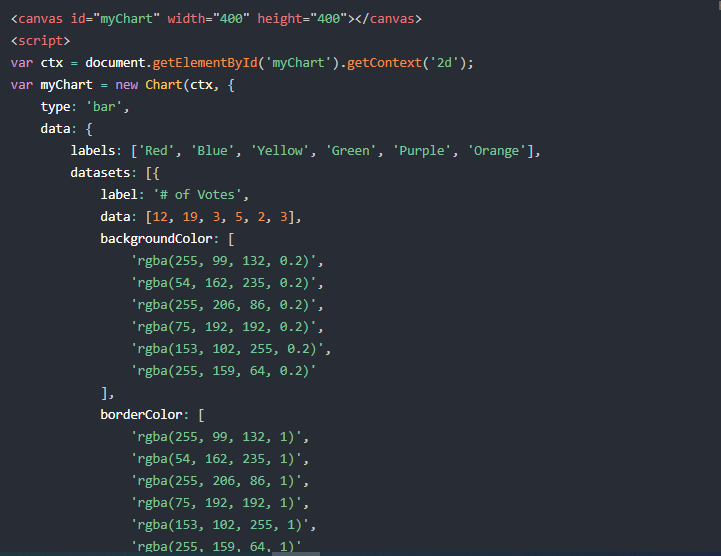 <canvas id="myChart" width="400" height="400"></canvas>
<script>
var ctx = document.getElementById('myChart').getContext('2d');
var myChart = new Chart(ctx, {
    type: 'bar',
    data: {
        labels: ['Red', 'Blue', 'Yellow', 'Green', 'Purple', 'Orange'],
        datasets: [{
            label: '# of Votes',
            data: [12, 19, 3, 5, 2, 3],
            backgroundColor: [
                'rgba(255, 99, 132, 0.2)',
                'rgba(54, 162, 235, 0.2)',
                'rgba(255, 206, 86, 0.2)',
                'rgba(75, 192, 192, 0.2)',
                'rgba(153, 102, 255, 0.2)',
                'rgba(255, 159, 64, 0.2)'
            ],
            borderColor: [
                'rgba(255, 99, 132, 1)',
                'rgba(54, 162, 235, 1)',
                'rgba(255, 206, 86, 1)',
                'rgba(75, 192, 192, 1)',
                'rgba(153, 102, 255, 1)',
                'rgba(255, 159, 64, 1)'